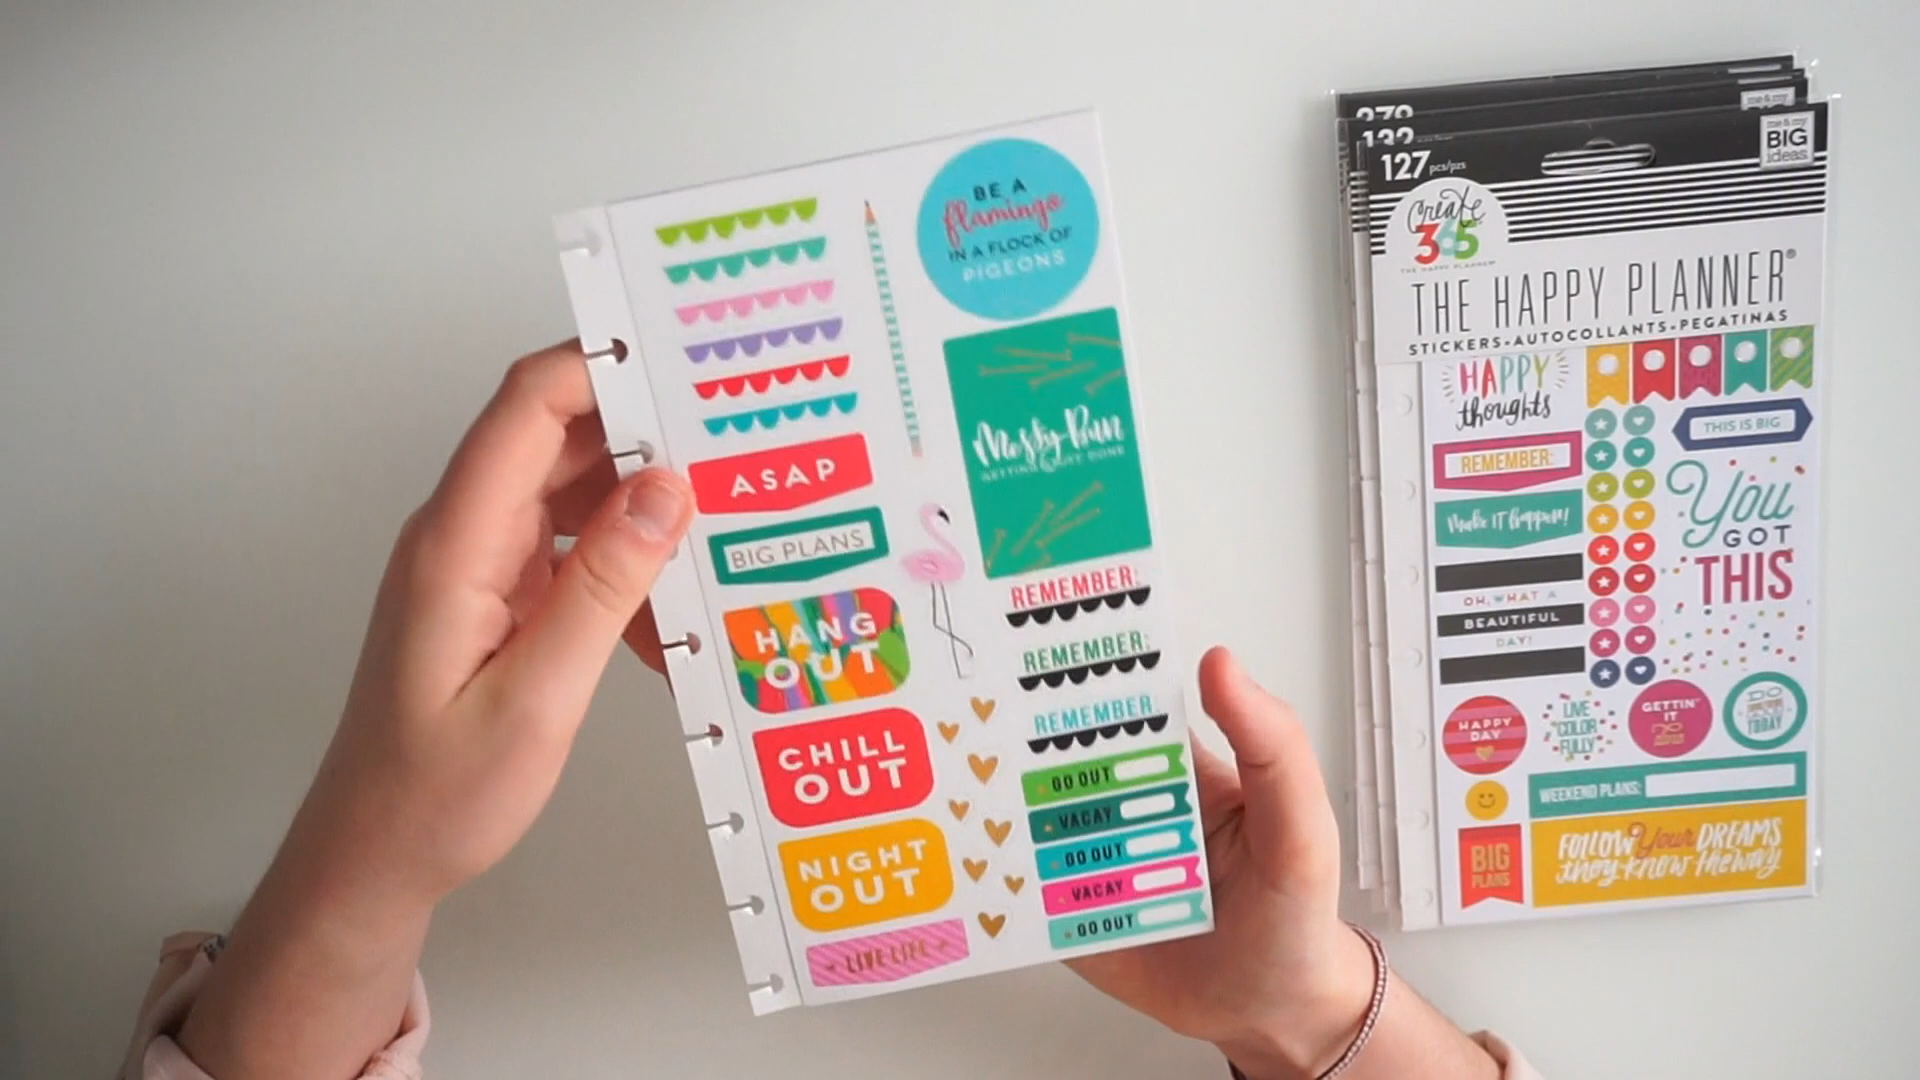 BE A
flamingo
IN A FLOCK OF
PIGEONS
Messy Bun
GETTING
DONE
ASAP
BIG PLANS
HANG
OUT
CHILL
OUT
NIGHT
OUT
LIVE LIFE
REMEMBER:
REMEMBER:
REMEMBER:
GO OUT
VACAY
GO OUT
VACAY
GO OUT
279
132
127 pcs/pzs
me & my
BIG
ideas
Create
365
THE HAPPY PLANNER
THE HAPPY PLANNER®
STICKERS-AUTOCOLLANTS-PEGATINAS
HAPPY
thoughts
THIS IS BIG
REMEMBER:
Make IT happen!
You
GOT
THIS
OH, WHAT A
BEAUTIFUL
DAY!
HAPPY
DAY
LIVE
COLOR
FULLY
GETTIN'
IT
DO
TODAY
WEEKEND PLANS:
BIG
PLANS
FOLLOW Your DREAMS
they know the way